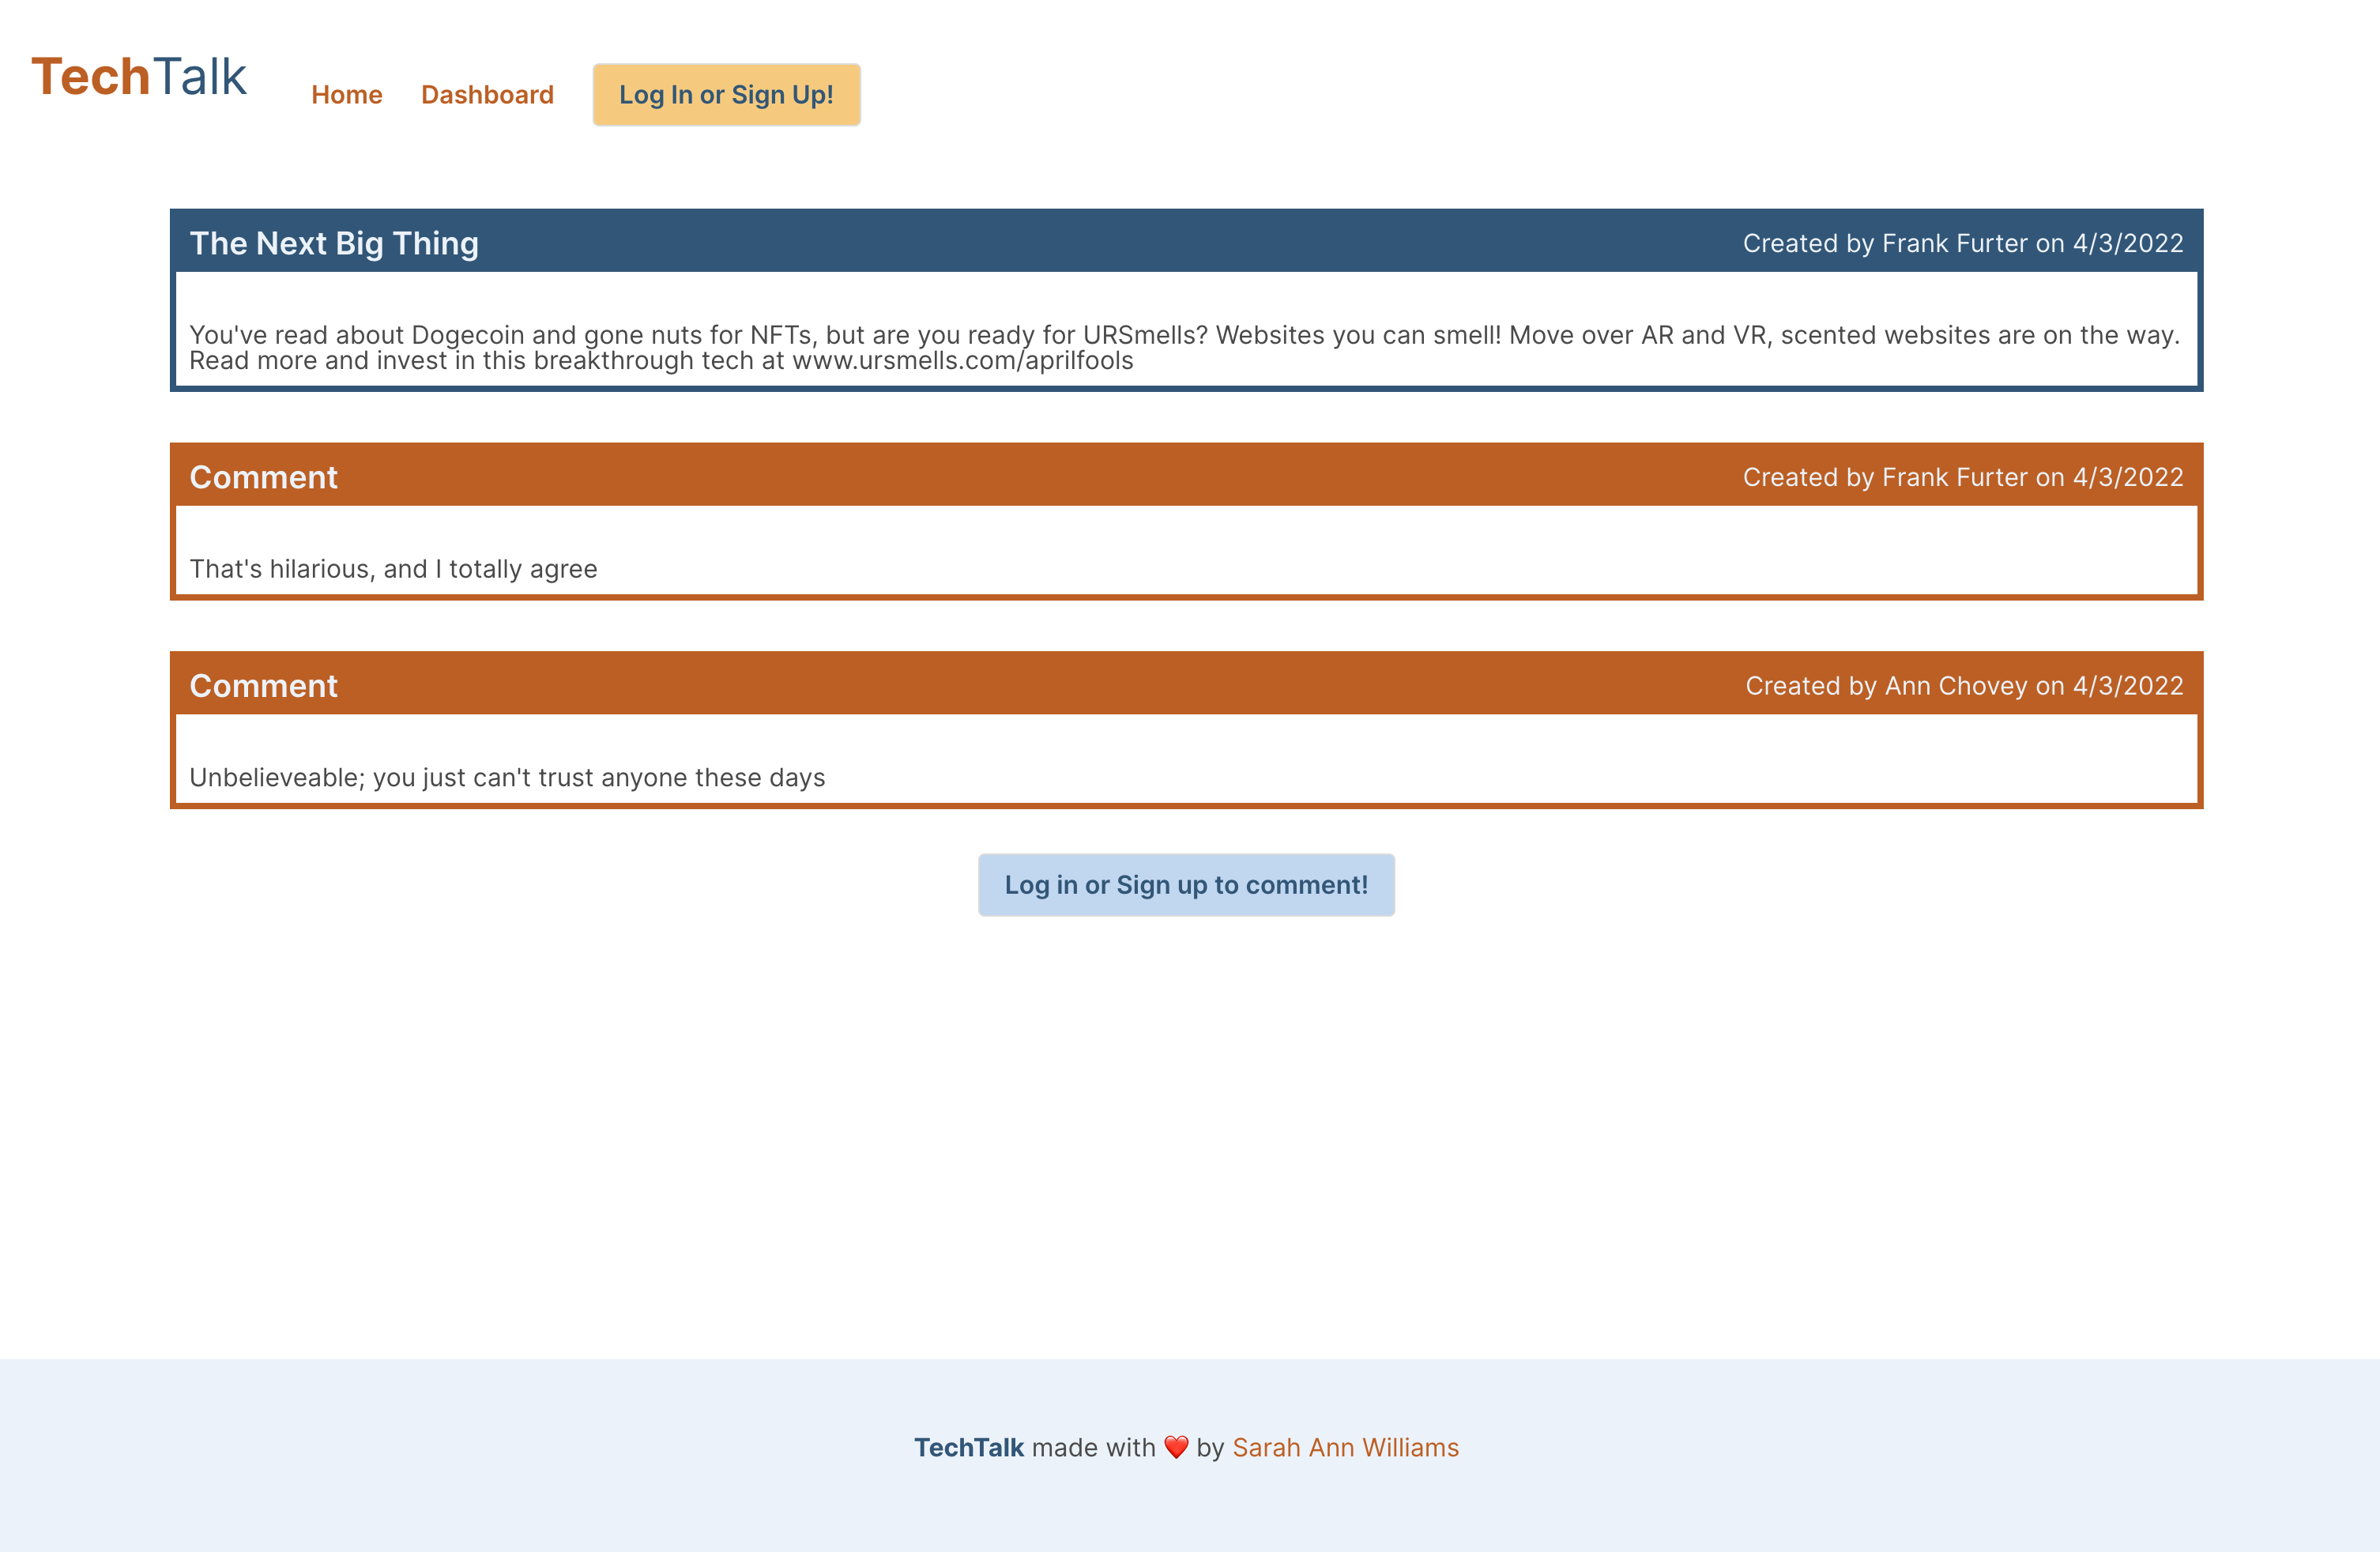 TechTalk
Home Dashboard Log In or Sign Up!
The Next Big Thing Created by Frank Furter on 4/3/2022
You've read about Dogecoin and gone nuts for NFTs, but are you ready for URSmells? Websites you can smell! Move over AR and VR, scented websites are on the way.
Read more and invest in this breakthrough tech at www.ursmells.com/aprilfools
Comment Created by Frank Furter on 4/3/2022
That's hilarious, and I totally agree
Comment Created by Ann Chovey on 4/3/2022
Unbelieveable; you just can't trust anyone these days
Log in or Sign up to comment!
TechTalk made with ❤️ by Sarah Ann Williams